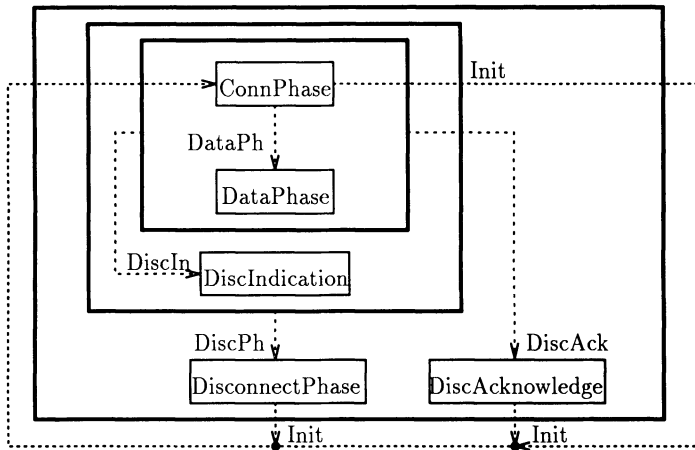 ConnPhase
Init
DataPh
DataPhase
DiscIn
DiscIndication
DiscPh
DiscAck
DisconnectPhase
DiscAcknowledge
Init
Init